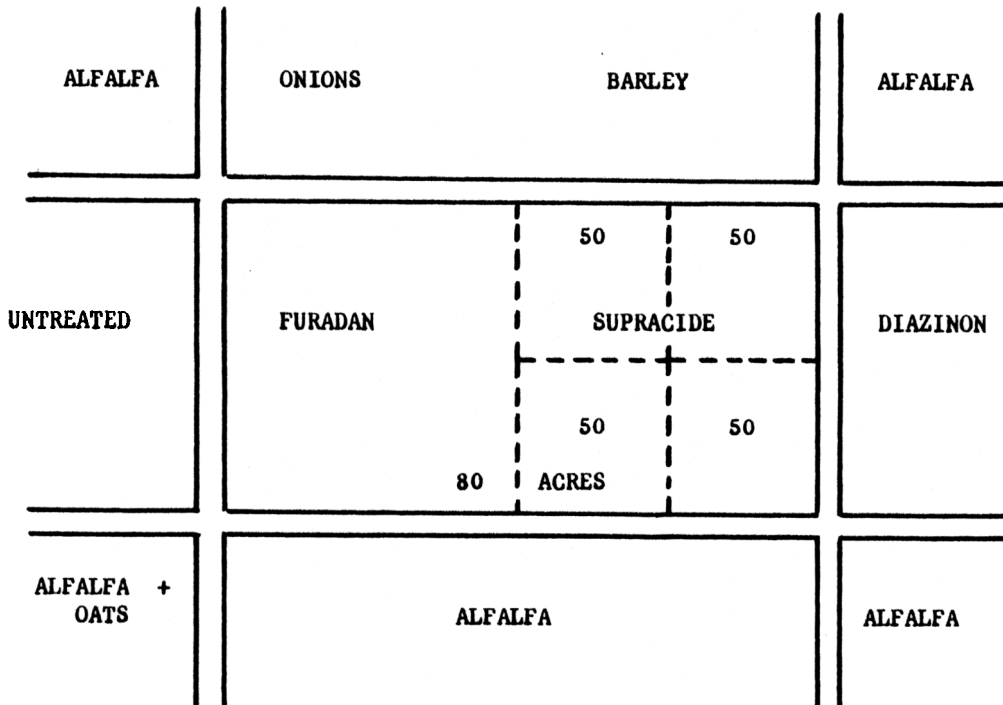 ALFALFA ONIONS BARLEY ALFALFA
50 50
UNTREATED FURADAN SUPRACIDE DIAZINON
50 50
80 ACRES
ALFALFA +
OATS
ALFALFA ALFALFA